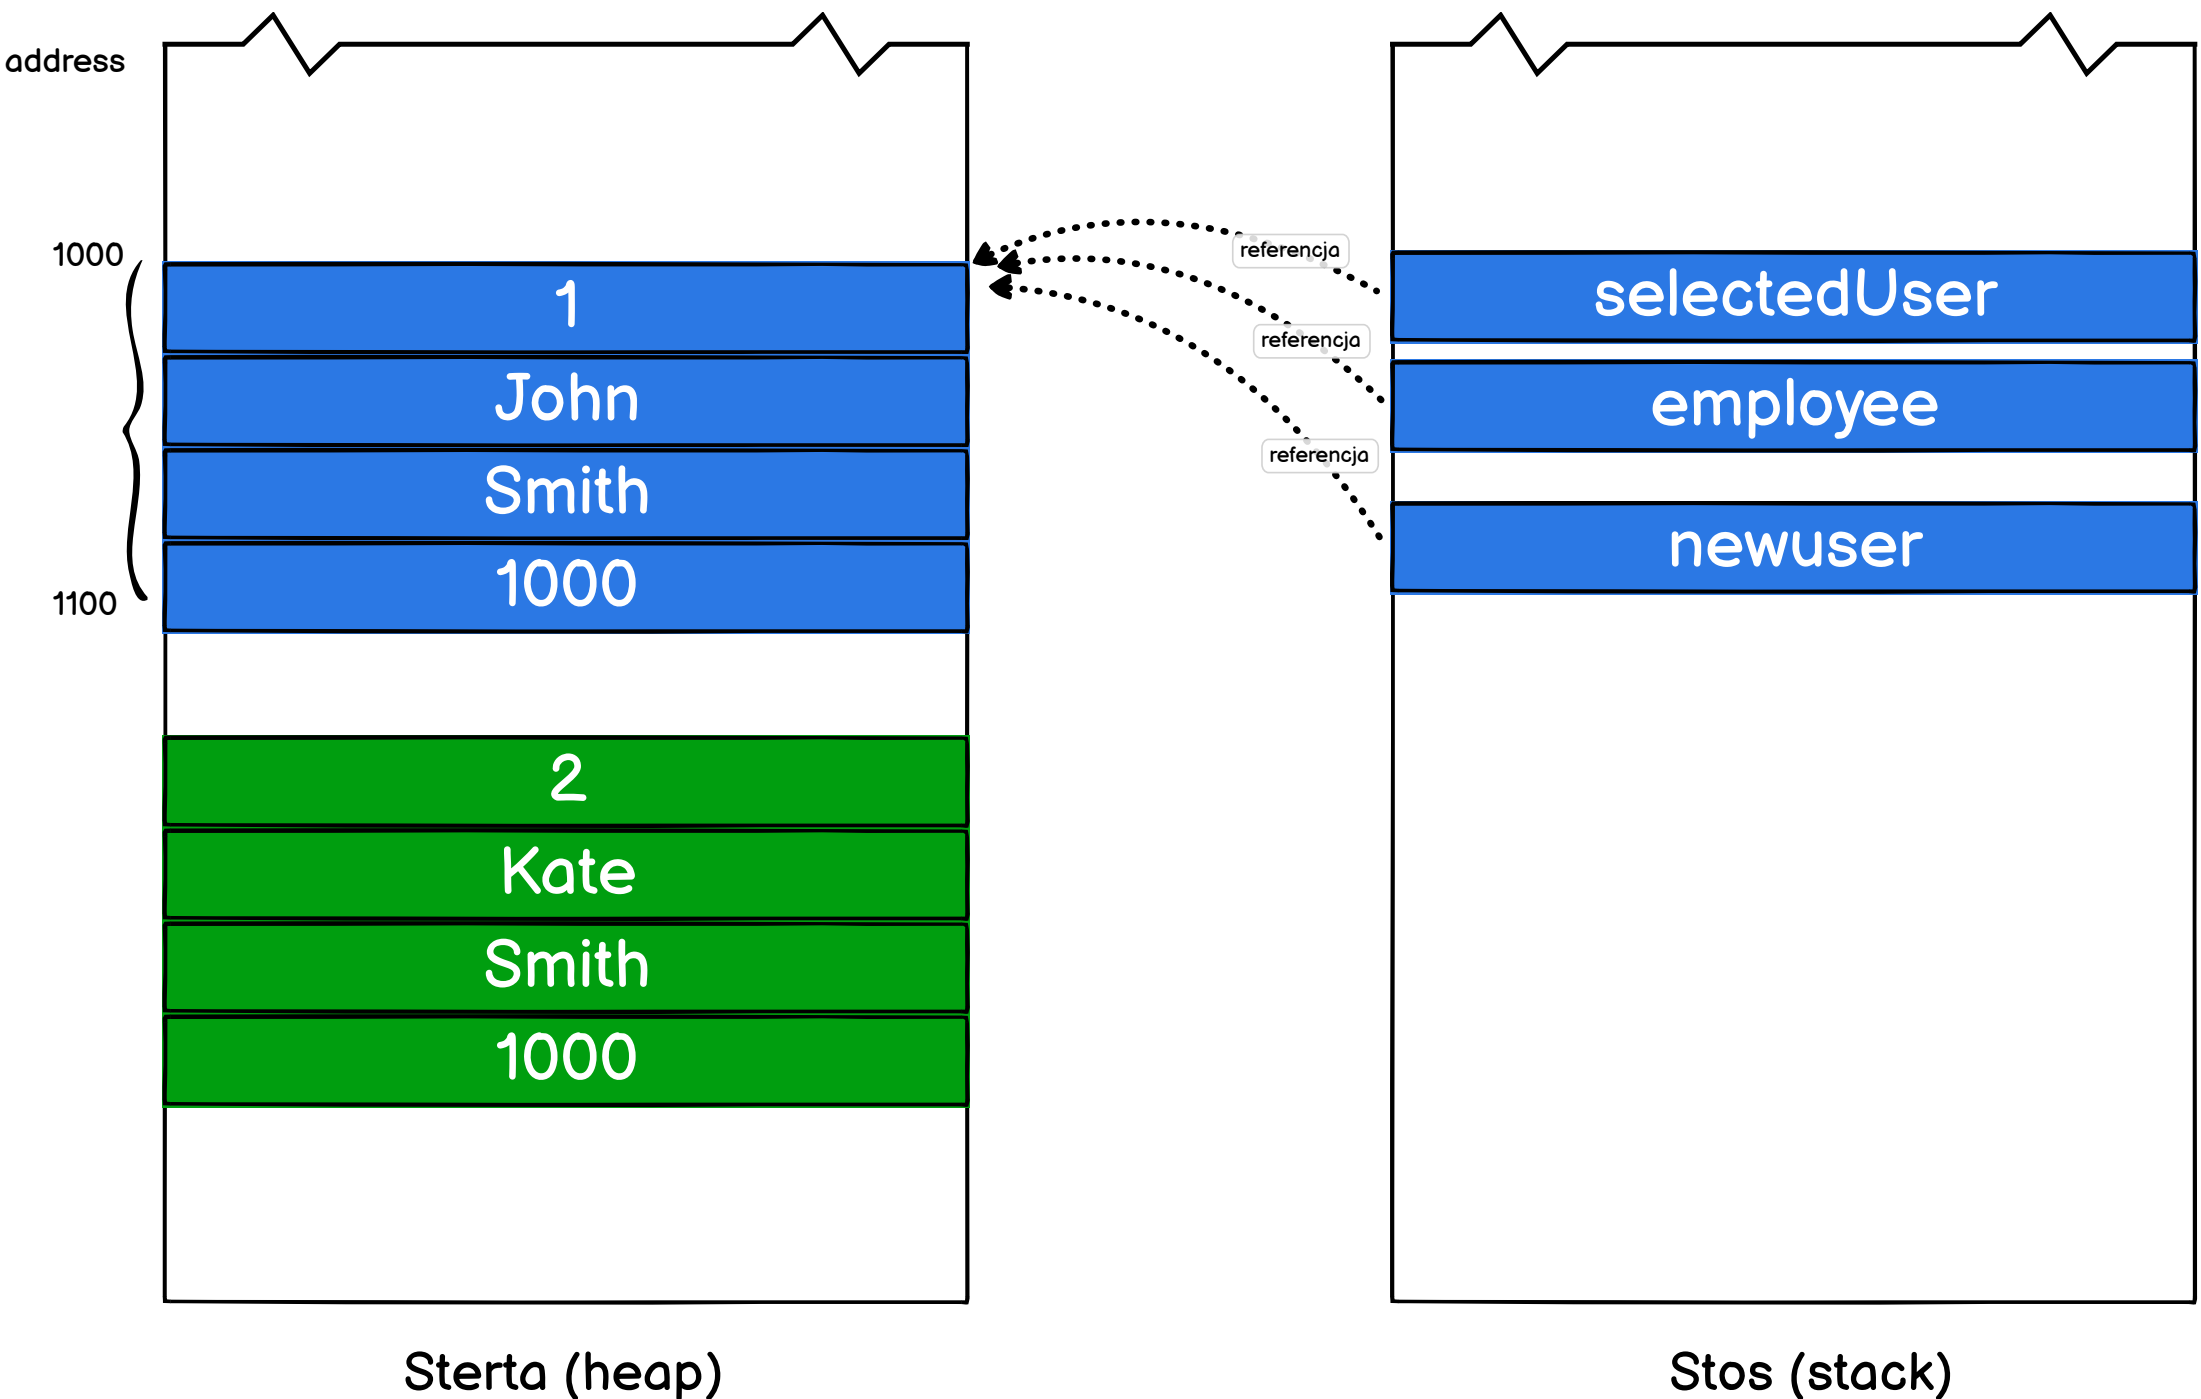 address
1000
1
John
Smith
1000
1100
2
Kate
Smith
1000
Sterta (heap)
referencja
referencja
referencja
selectedUser
employee
newuser
Stos (stack)